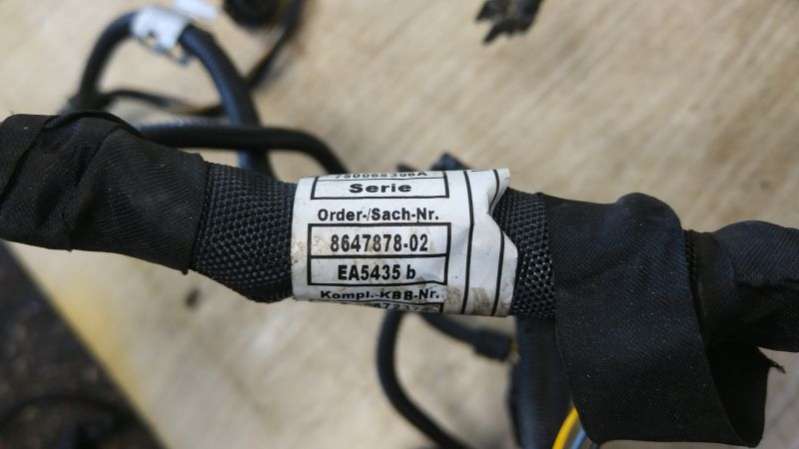 Serie
Order-/Sach-Nr.
8647878-02
EA5435 b
Kompl.-KBB-Nr.